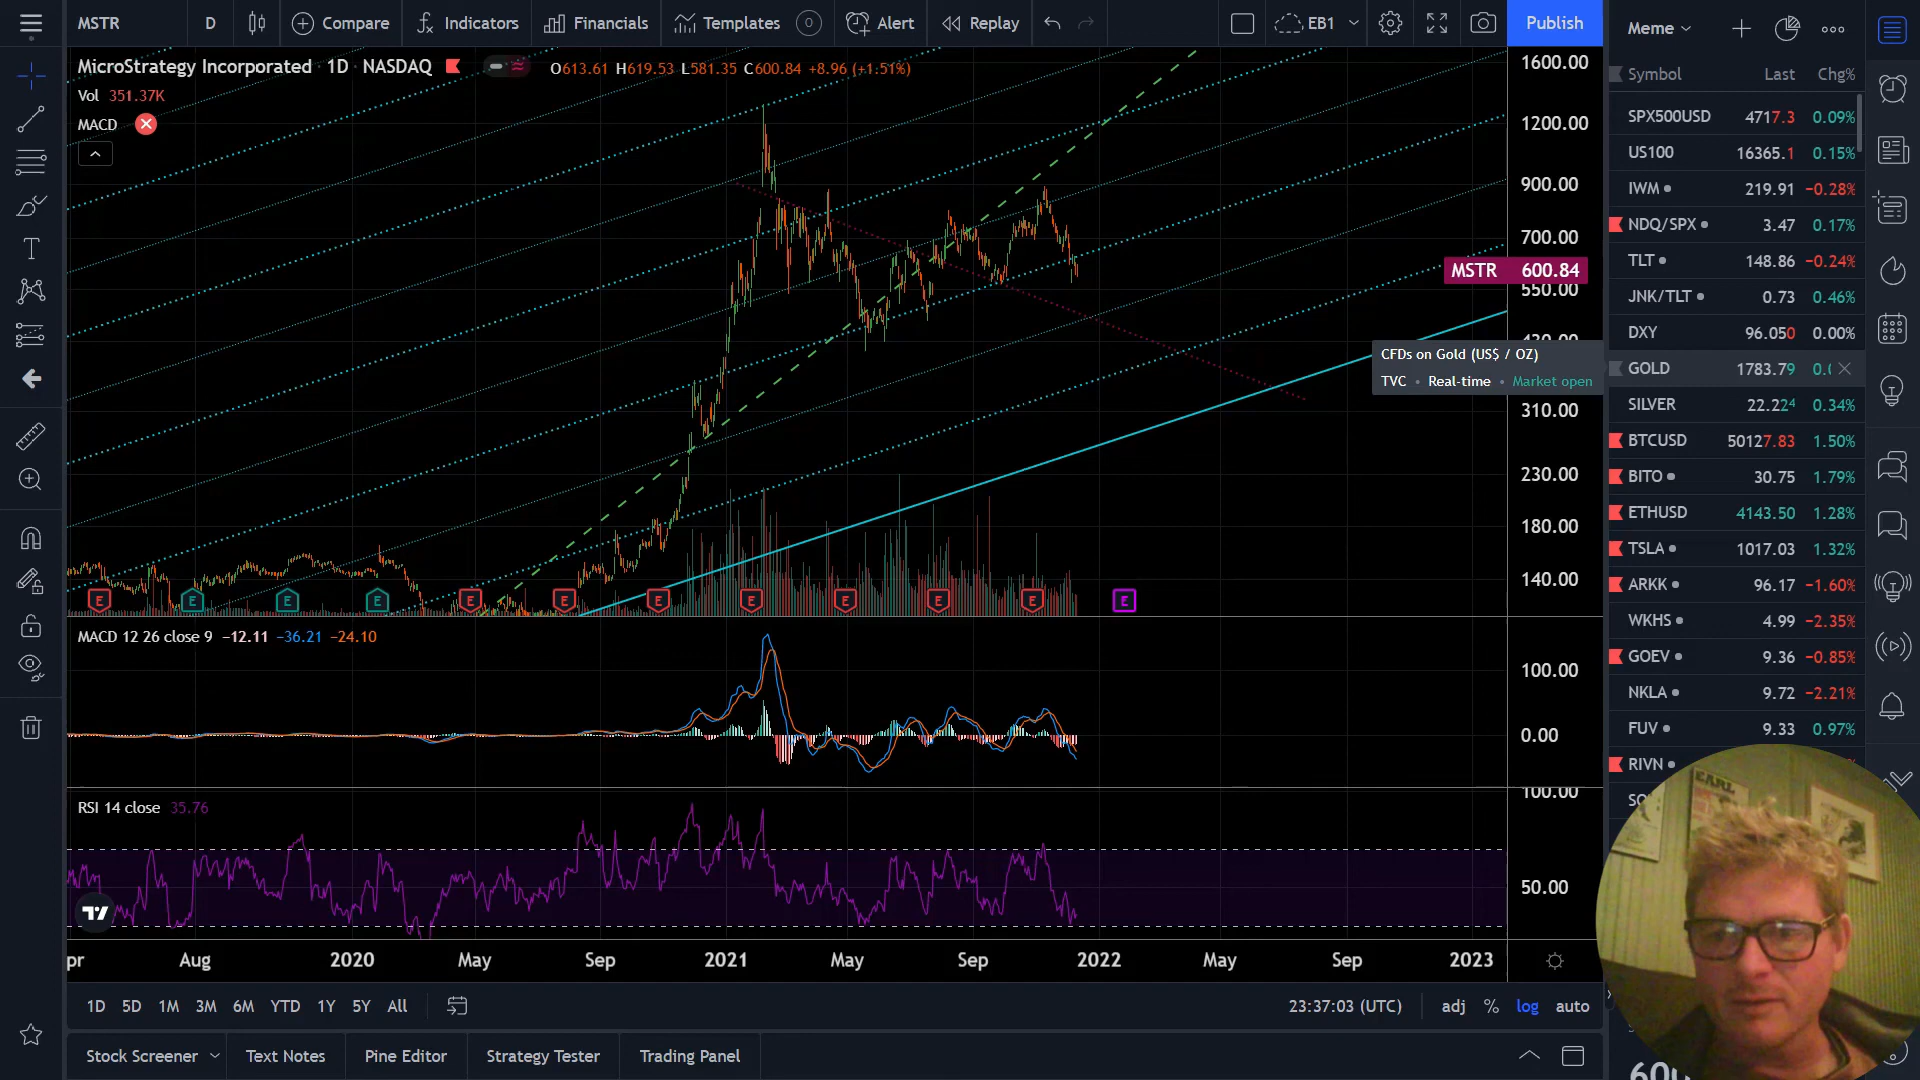 MSTR D Compare Indicators Financials Templates 0 Alert Replay EB1 Publish
MicroStrategy Incorporated · 1D · NASDAQ O613.61 H619.53 L581.35 C600.84 +8.96 (+1.51%)
Vol 351.37K
MACD
1600.00
1200.00
900.00
700.00
MSTR 600.84
550.00
CFDs on Gold (US$ / OZ)
TVC • Real-time • Market open
310.00
230.00
180.00
140.00
E E E E E E E E E E E E
MACD 12 26 close 9 −12.11 −36.21 −24.10
100.00
0.00
RSI 14 close 35.76
100.00
50.00
Aug 2020 May Sep 2021 May Sep 2022 May Sep 2023
1D 5D 1M 3M 6M YTD 1Y 5Y All 23:37:03 (UTC) adj % log auto
Stock Screener Text Notes Pine Editor Strategy Tester Trading Panel
Meme
Symbol Last Chg%
SPX500USD 4717.3 0.09%
US100 16365.1 0.15%
IWM 219.91 −0.28%
NDQ/SPX 3.47 0.17%
TLT 148.86 −0.24%
JNK/TLT 0.73 0.46%
DXY 96.050 0.00%
GOLD 1783.79
SILVER 22.224 0.34%
BTCUSD 50127.83 1.50%
BITO 30.75 1.79%
ETHUSD 4143.50 1.28%
TSLA 1017.03 1.32%
ARKK 96.17 −1.60%
WKHS 4.99 −2.35%
GOEV 9.36 −0.85%
NKLA 9.72 −2.21%
FUV 9.33 0.97%
RIVN